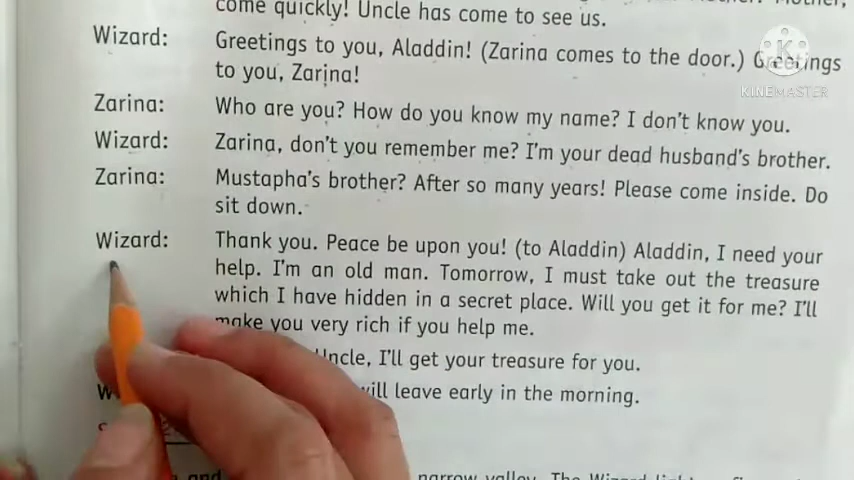 come quickly! Uncle has come to see us.
Wizard: Greetings to you, Aladdin! (Zarina comes to the door.) Greetings
to you, Zarina!
KINEMASTER
Zarina: Who are you? How do you know my name? I don't know you.
Wizard: Zarina, don't you remember me? I'm your dead husband's brother.
Zarina: Mustapha's brother? After so many years! Please come inside. Do
sit down.
Wizard: Thank you. Peace be upon you! (to Aladdin) Aladdin, I need your
help. I'm an old man. Tomorrow, I must take out the treasure
which I have hidden in a secret place. Will you get it for me? I'll
make you very rich if you help me.
Uncle, I'll get your treasure for you.
will leave early in the morning.
and narrow valley. The Wizard